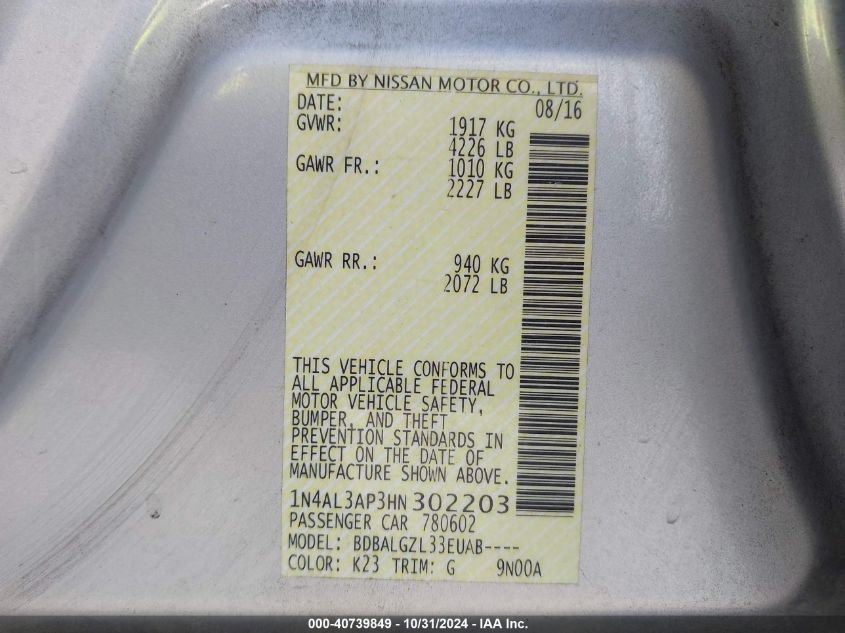 MFD BY NISSAN MOTOR CO., LTD.
DATE: 08/16
GVWR: 1917 KG
4226 LB
GAWR FR.: 1010 KG
2227 LB
GAWR RR.: 940 KG
2072 LB
THIS VEHICLE CONFORMS TO
ALL APPLICABLE FEDERAL
MOTOR VEHICLE SAFETY,
BUMPER, AND THEFT
PREVENTION STANDARDS IN
EFFECT ON THE DATE OF
MANUFACTURE SHOWN ABOVE.
1N4AL3AP3HN302203
PASSENGER CAR 780602
MODEL: BDBALGZL33EUAB----
COLOR: K23 TRIM: G 9N00A
000-40739849 - 10/31/2024 - IAA Inc.